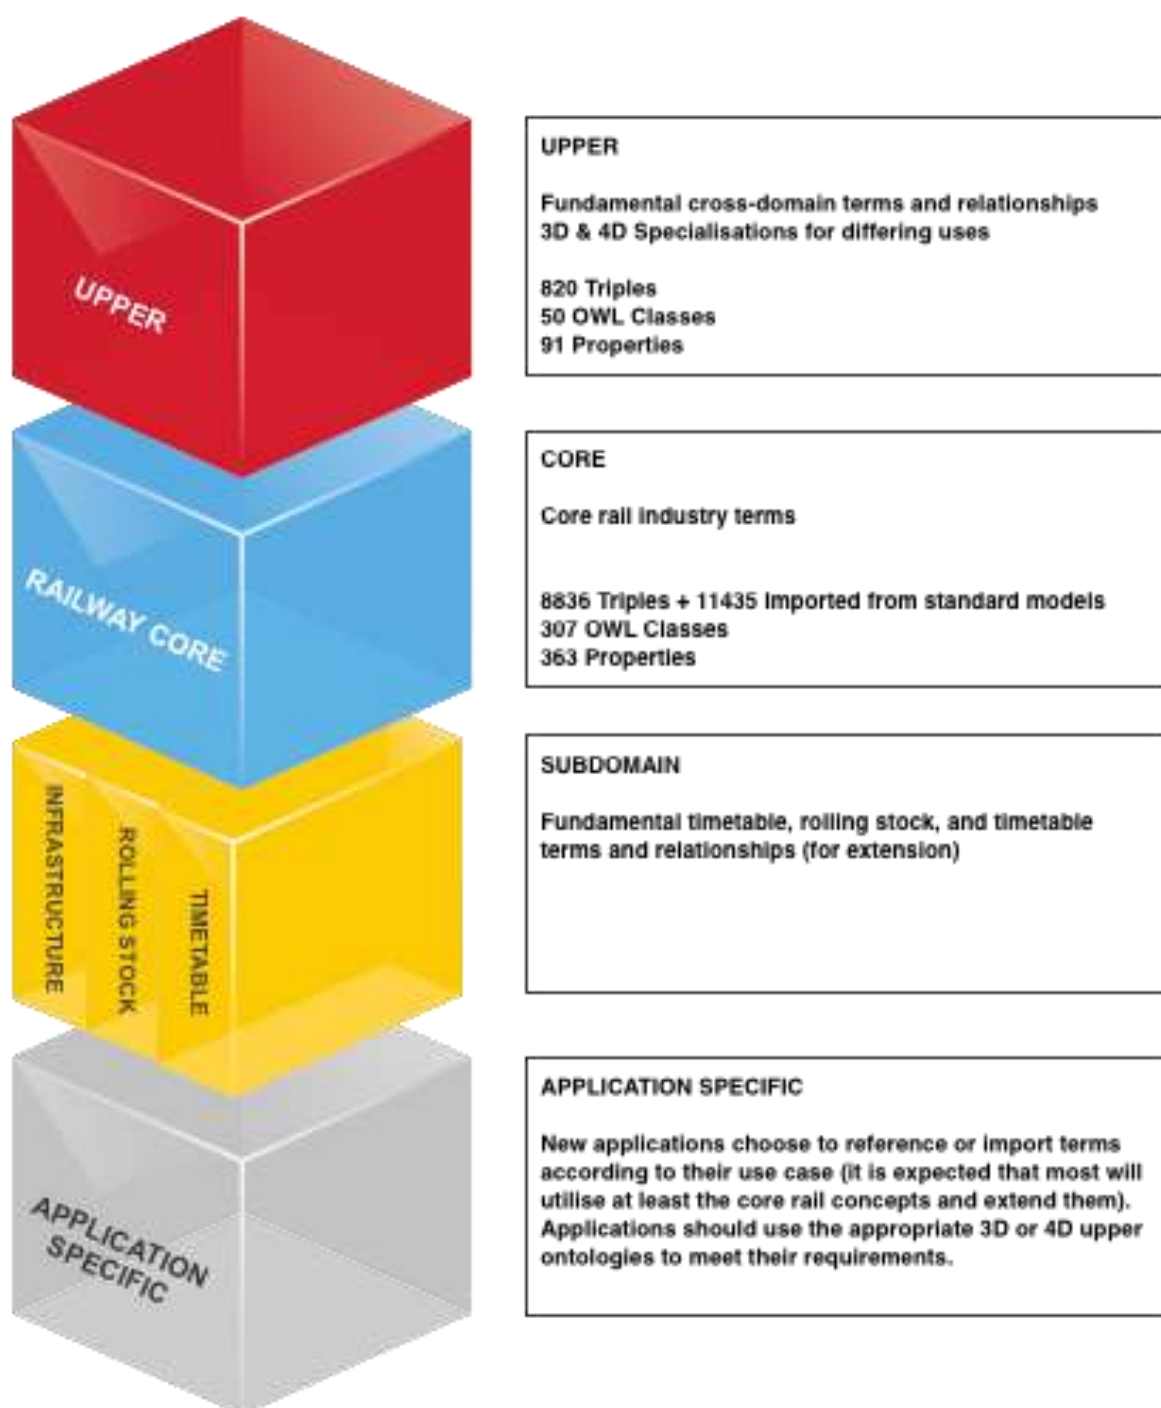 UPPER
UPPER
Fundamental cross-domain terms and relationships
3D & 4D Specialisations for differing uses
820 Triples
50 OWL Classes
91 Properties
RAILWAY CORE
CORE
Core rail industry terms
8836 Triples + 11435 imported from standard models
307 OWL Classes
363 Properties
INFRASTRUCTURE
ROLLING STOCK
TIMETABLE
SUBDOMAIN
Fundamental timetable, rolling stock, and timetable
terms and relationships (for extension)
APPLICATION
SPECIFIC
APPLICATION SPECIFIC
New applications choose to reference or import terms
according to their use case (it is expected that most will
utilise at least the core rail concepts and extend them).
Applications should use the appropriate 3D or 4D upper
ontologies to meet their requirements.